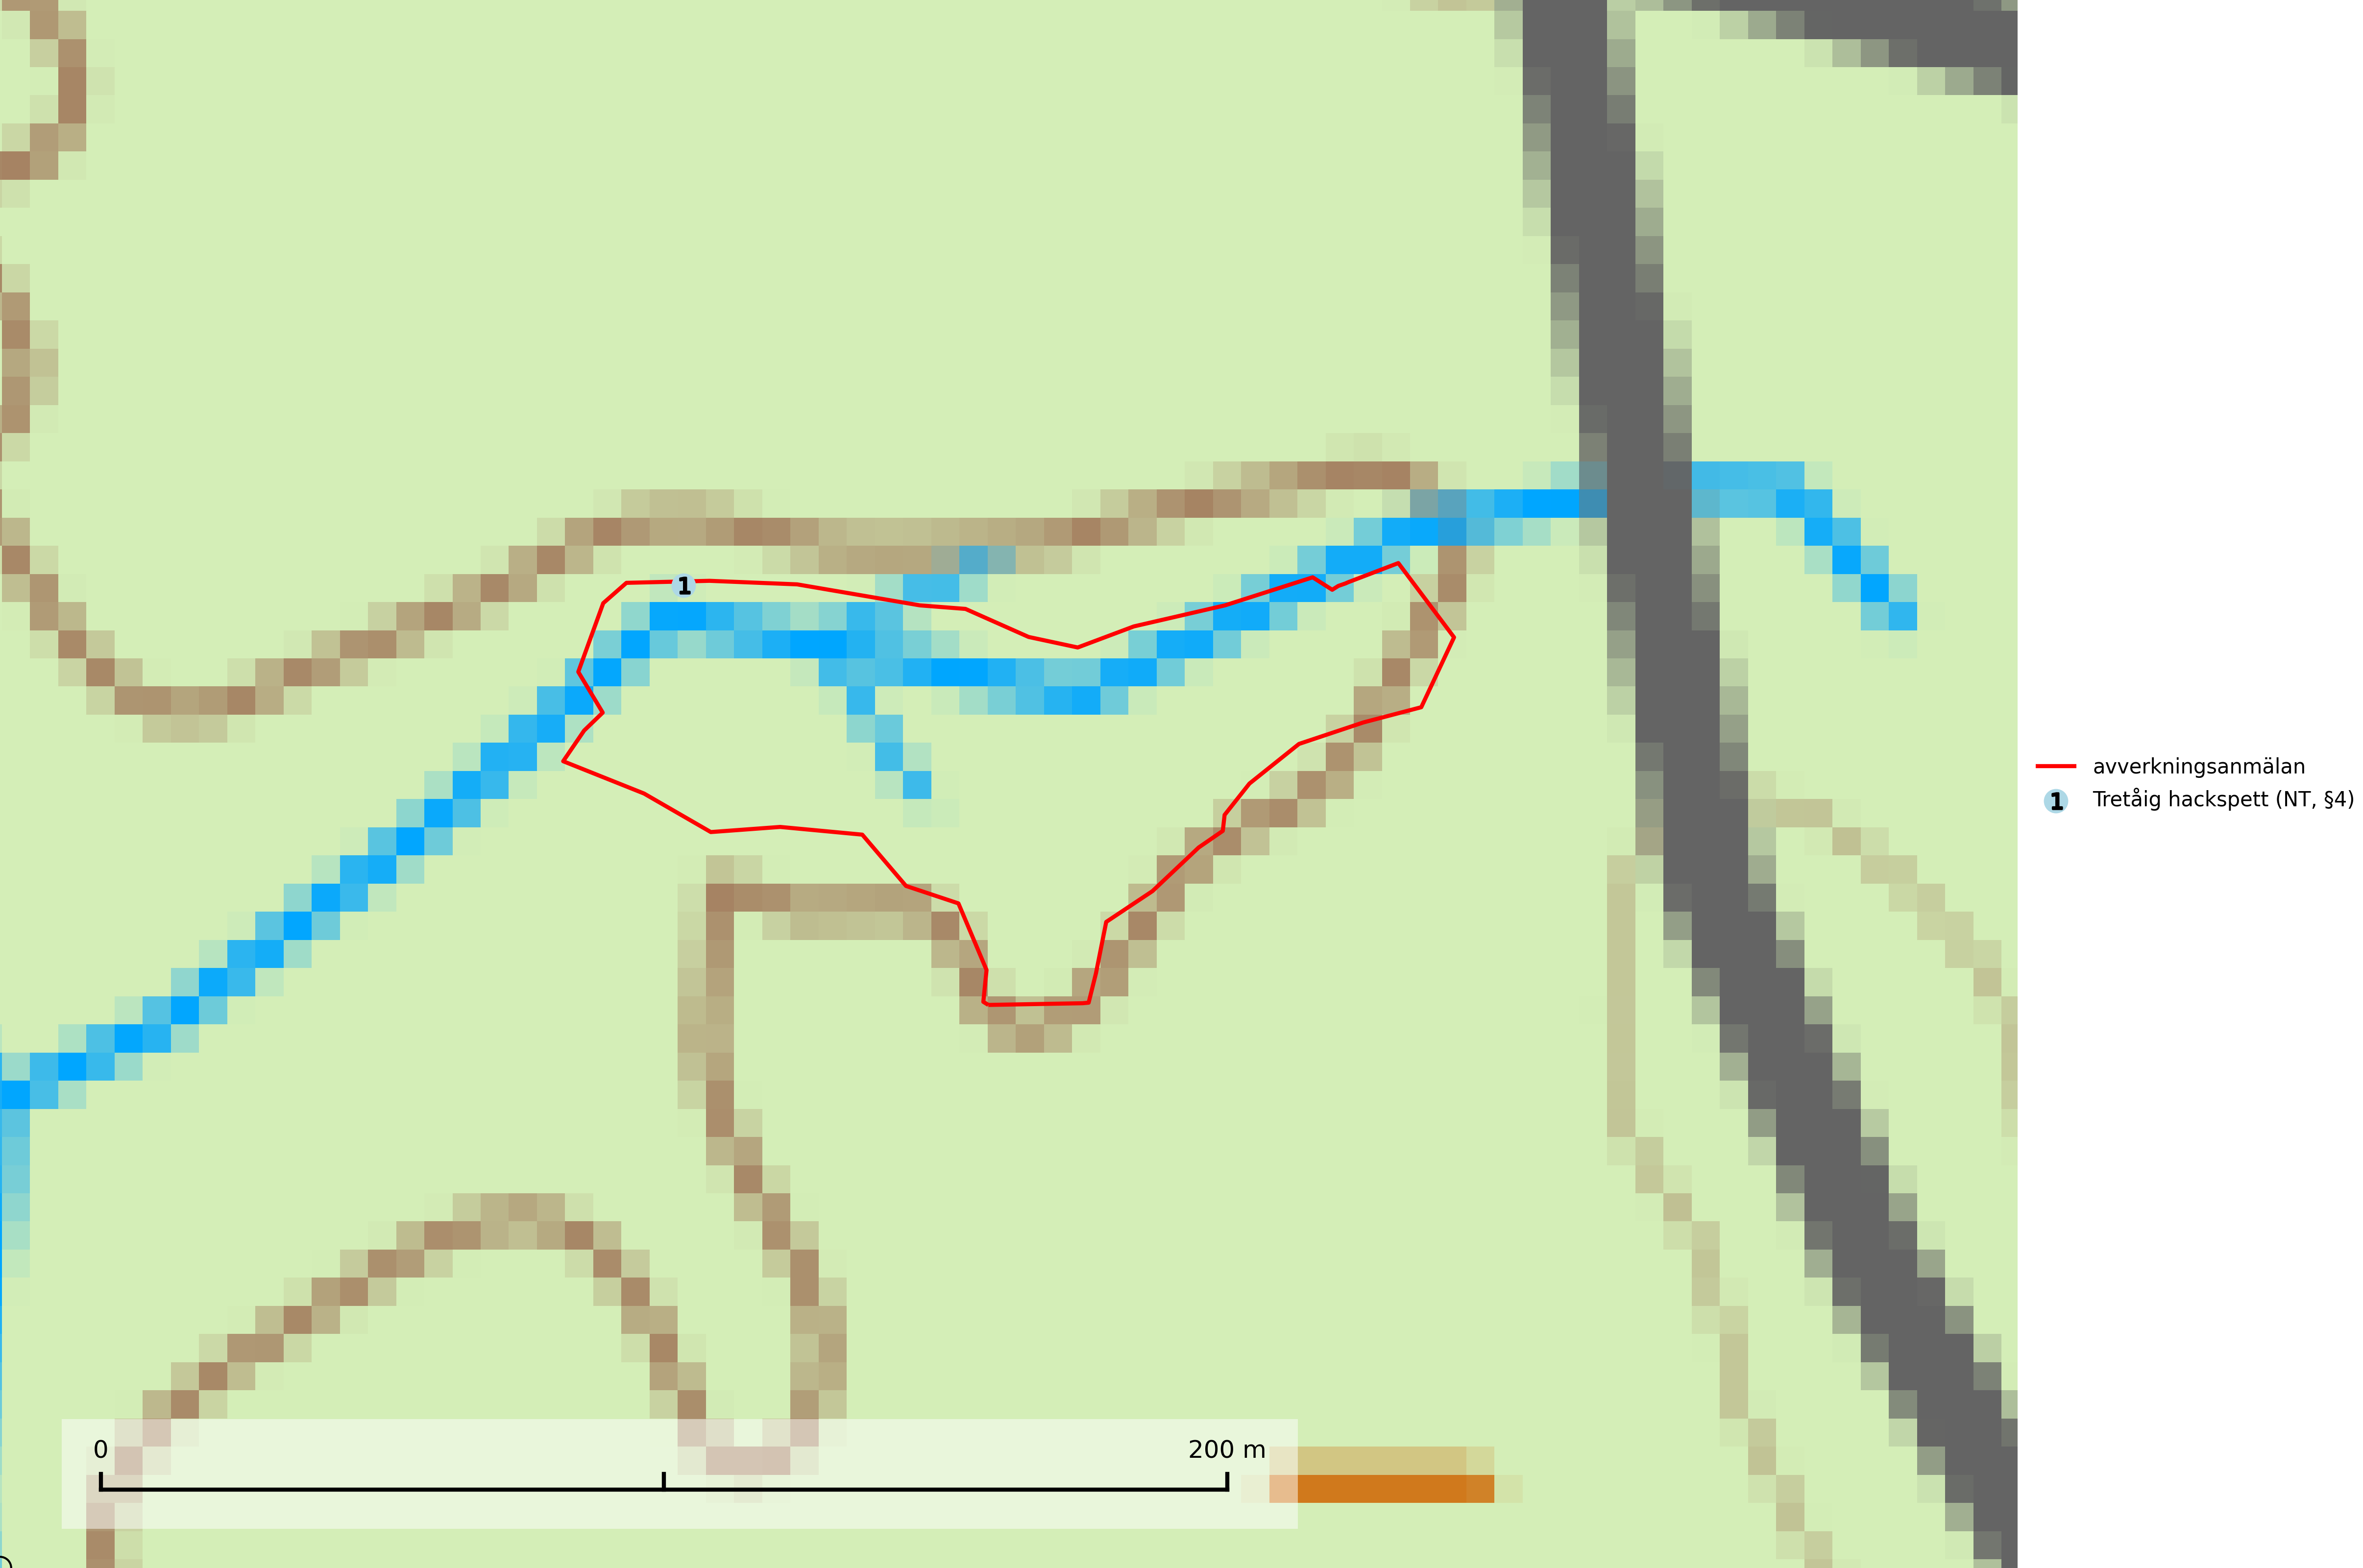 1
avverkningsanmälan
1 Tretåig hackspett (NT, §4)
0 200 m